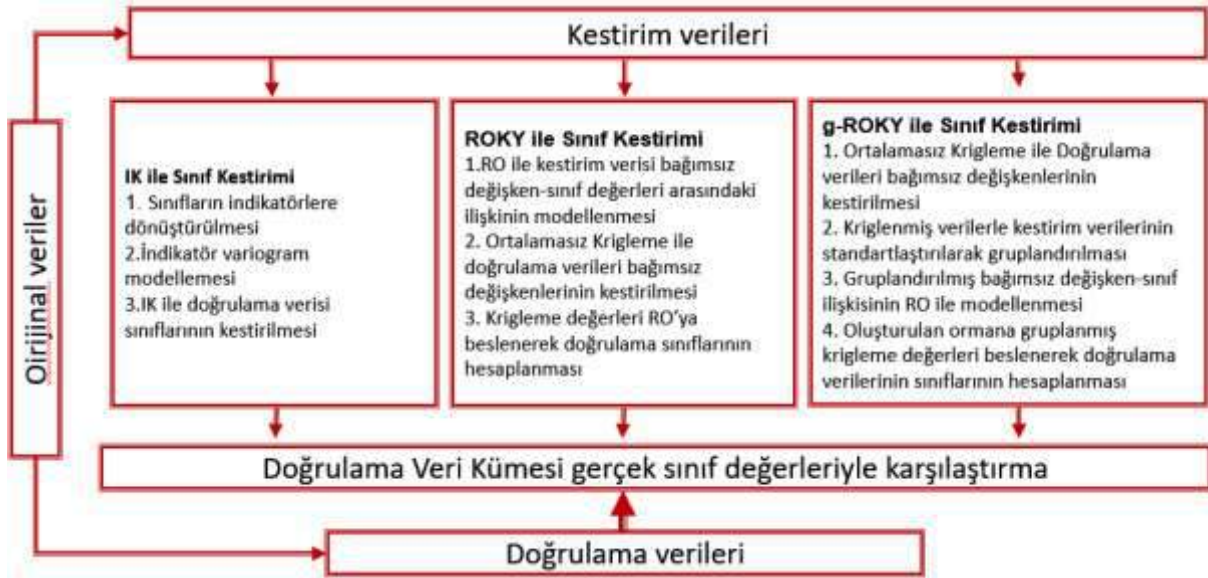 Kestirim verileri
Oirijinal veriler
IK ile Sınıf Kestirimi
1. Sınıfların indikatörlere
dönüştürülmesi
2.İndikatör variogram
modellemesi
3.IK ile doğrulama verisi
sınıflarının kestirilmesi
ROKY ile Sınıf Kestirimi
1.RO ile kestirim verisi bağımsız
değişken-sınıf değerleri arasındaki
ilişkinin modellenmesi
2. Ortalamasız Krigleme ile
doğrulama verileri bağımsız
değişkenlerinin kestirilmesi
3. Krigleme değerleri RO'ya
beslenerek doğrulama sınıflarının
hesaplanması
g-ROKY ile Sınıf Kestirimi
1. Ortalamasız Krigleme ile Doğrulama
verileri bağımsız değişkenlerinin
kestirilmesi
2. Kriglenmiş verilerle kestirim verilerinin
standartlaştırılarak gruplandırılması
3. Gruplandırılmış bağımsız değişken-sınıf
ilişkisinin RO ile modellenmesi
4. Oluşturulan ormana gruplanmış
krigleme değerleri beslenerek doğrulama
verilerinin sınıflarının hesaplanması
Doğrulama Veri Kümesi gerçek sınıf değerleriyle karşılaştırma
Doğrulama verileri